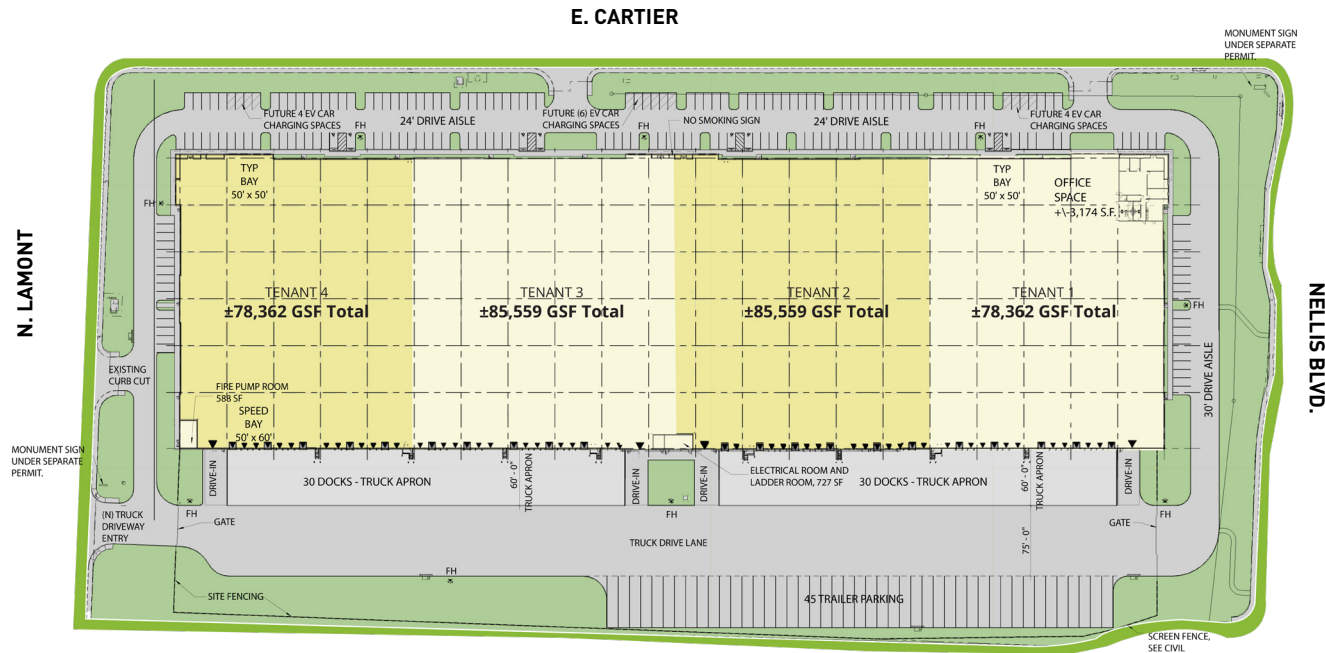 E. CARTIER
MONUMENT SIGN
UNDER SEPARATE
PERMIT.
FUTURE 4 EV CAR
CHARGING SPACES
FH
24' DRIVE AISLE
FUTURE (6) EV CAR
CHARGING SPACES
FH
NO SMOKING SIGN
24' DRIVE AISLE
FH
FUTURE 4 EV CAR
CHARGING SPACES
TYP
BAY
50' x 50'
TYP
BAY
50' x 50'
OFFICE
SPACE
+\-3,174 S.F.
FH
N. LAMONT
TENANT 4
±78,362 GSF Total
TENANT 3
±85,559 GSF Total
TENANT 2
±85,559 GSF Total
TENANT 1
±78,362 GSF Total
FH
NELLIS BLVD.
30' DRIVE AISLE
EXISTING
CURB CUT
FIRE PUMP ROOM
588 SF
SPEED
BAY
50' x 60'
MONUMENT SIGN
UNDER SEPARATE
PERMIT.
DRIVE-IN
30 DOCKS - TRUCK APRON
60' - 0"
TRUCK APRON
DRIVE-IN
DRIVE-IN
ELECTRICAL ROOM AND
LADDER ROOM, 727 SF
30 DOCKS - TRUCK APRON
60' - 0"
TRUCK APRON
DRIVE-IN
(N) TRUCK
DRIVEWAY
ENTRY
FH
GATE
FH
GATE
FH
TRUCK DRIVE LANE
75' - 0"
FH
SITE FENCING
45 TRAILER PARKING
SCREEN FENCE,
SEE CIVIL